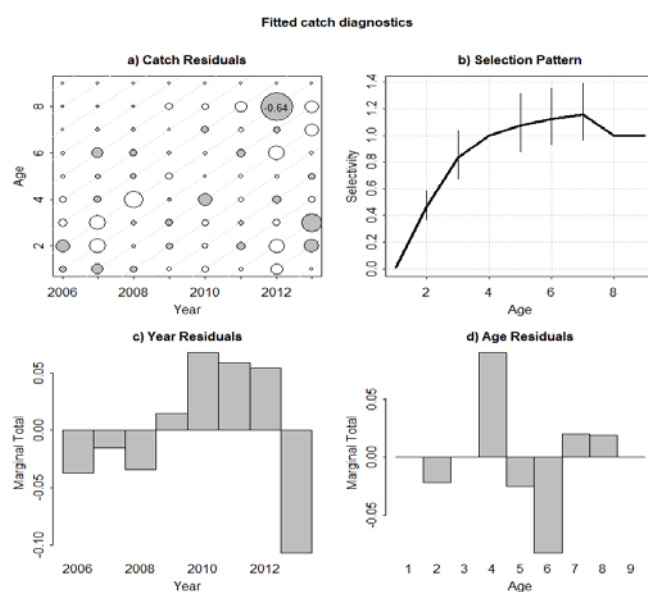 Fitted catch diagnostics
a) Catch Residuals
-0.64
8
6
4
2
Age
2006 2008 2010 2012
Year
b) Selection Pattern
1.4
1.2
1.0
0.8
0.6
0.4
0.2
0.0
Selectivity
2 4 6 8
Age
c) Year Residuals
0.05
0.00
-0.05
-0.10
Marginal Total
2006 2008 2010 2012
Year
d) Age Residuals
0.05
0.00
-0.05
Marginal Total
1 2 3 4 5 6 7 8 9
Age